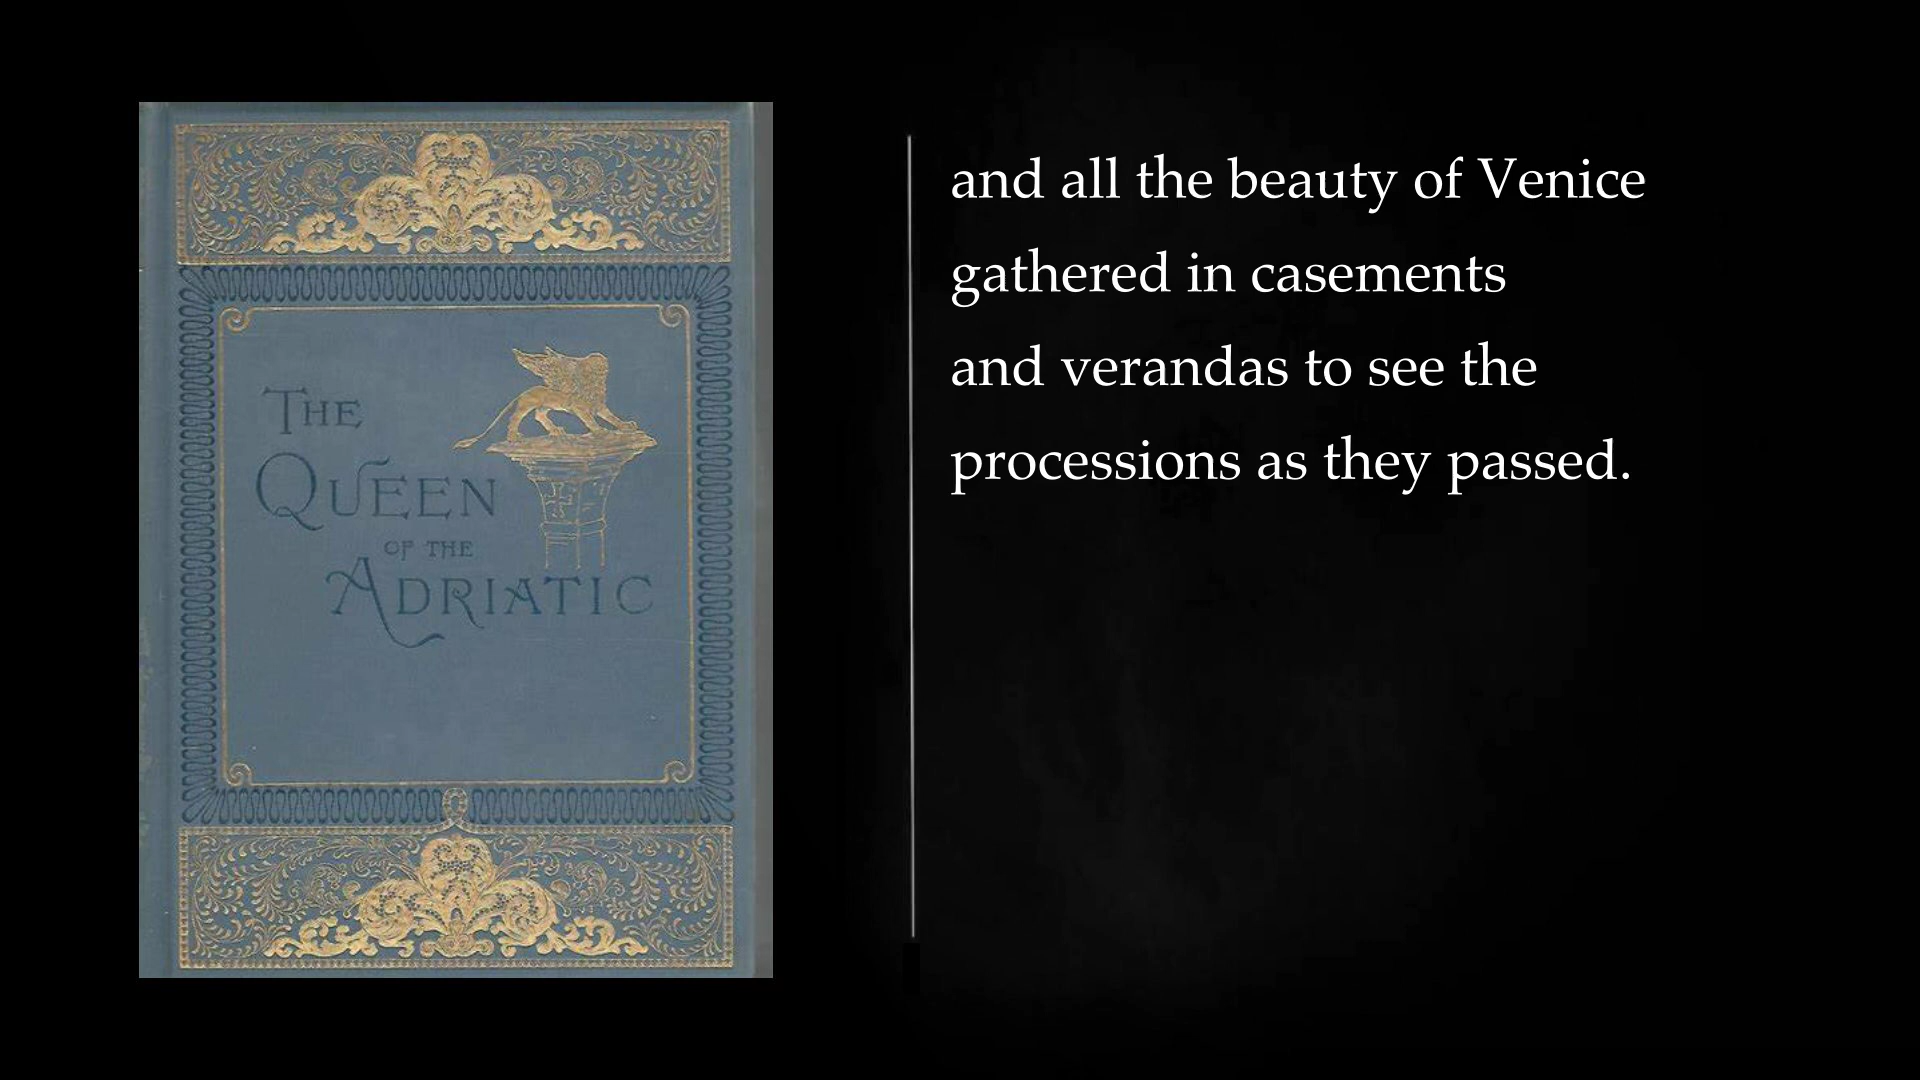 The
Queen
of the
Adriatic
and all the beauty of Venice
gathered in casements
and verandas to see the
processions as they passed.